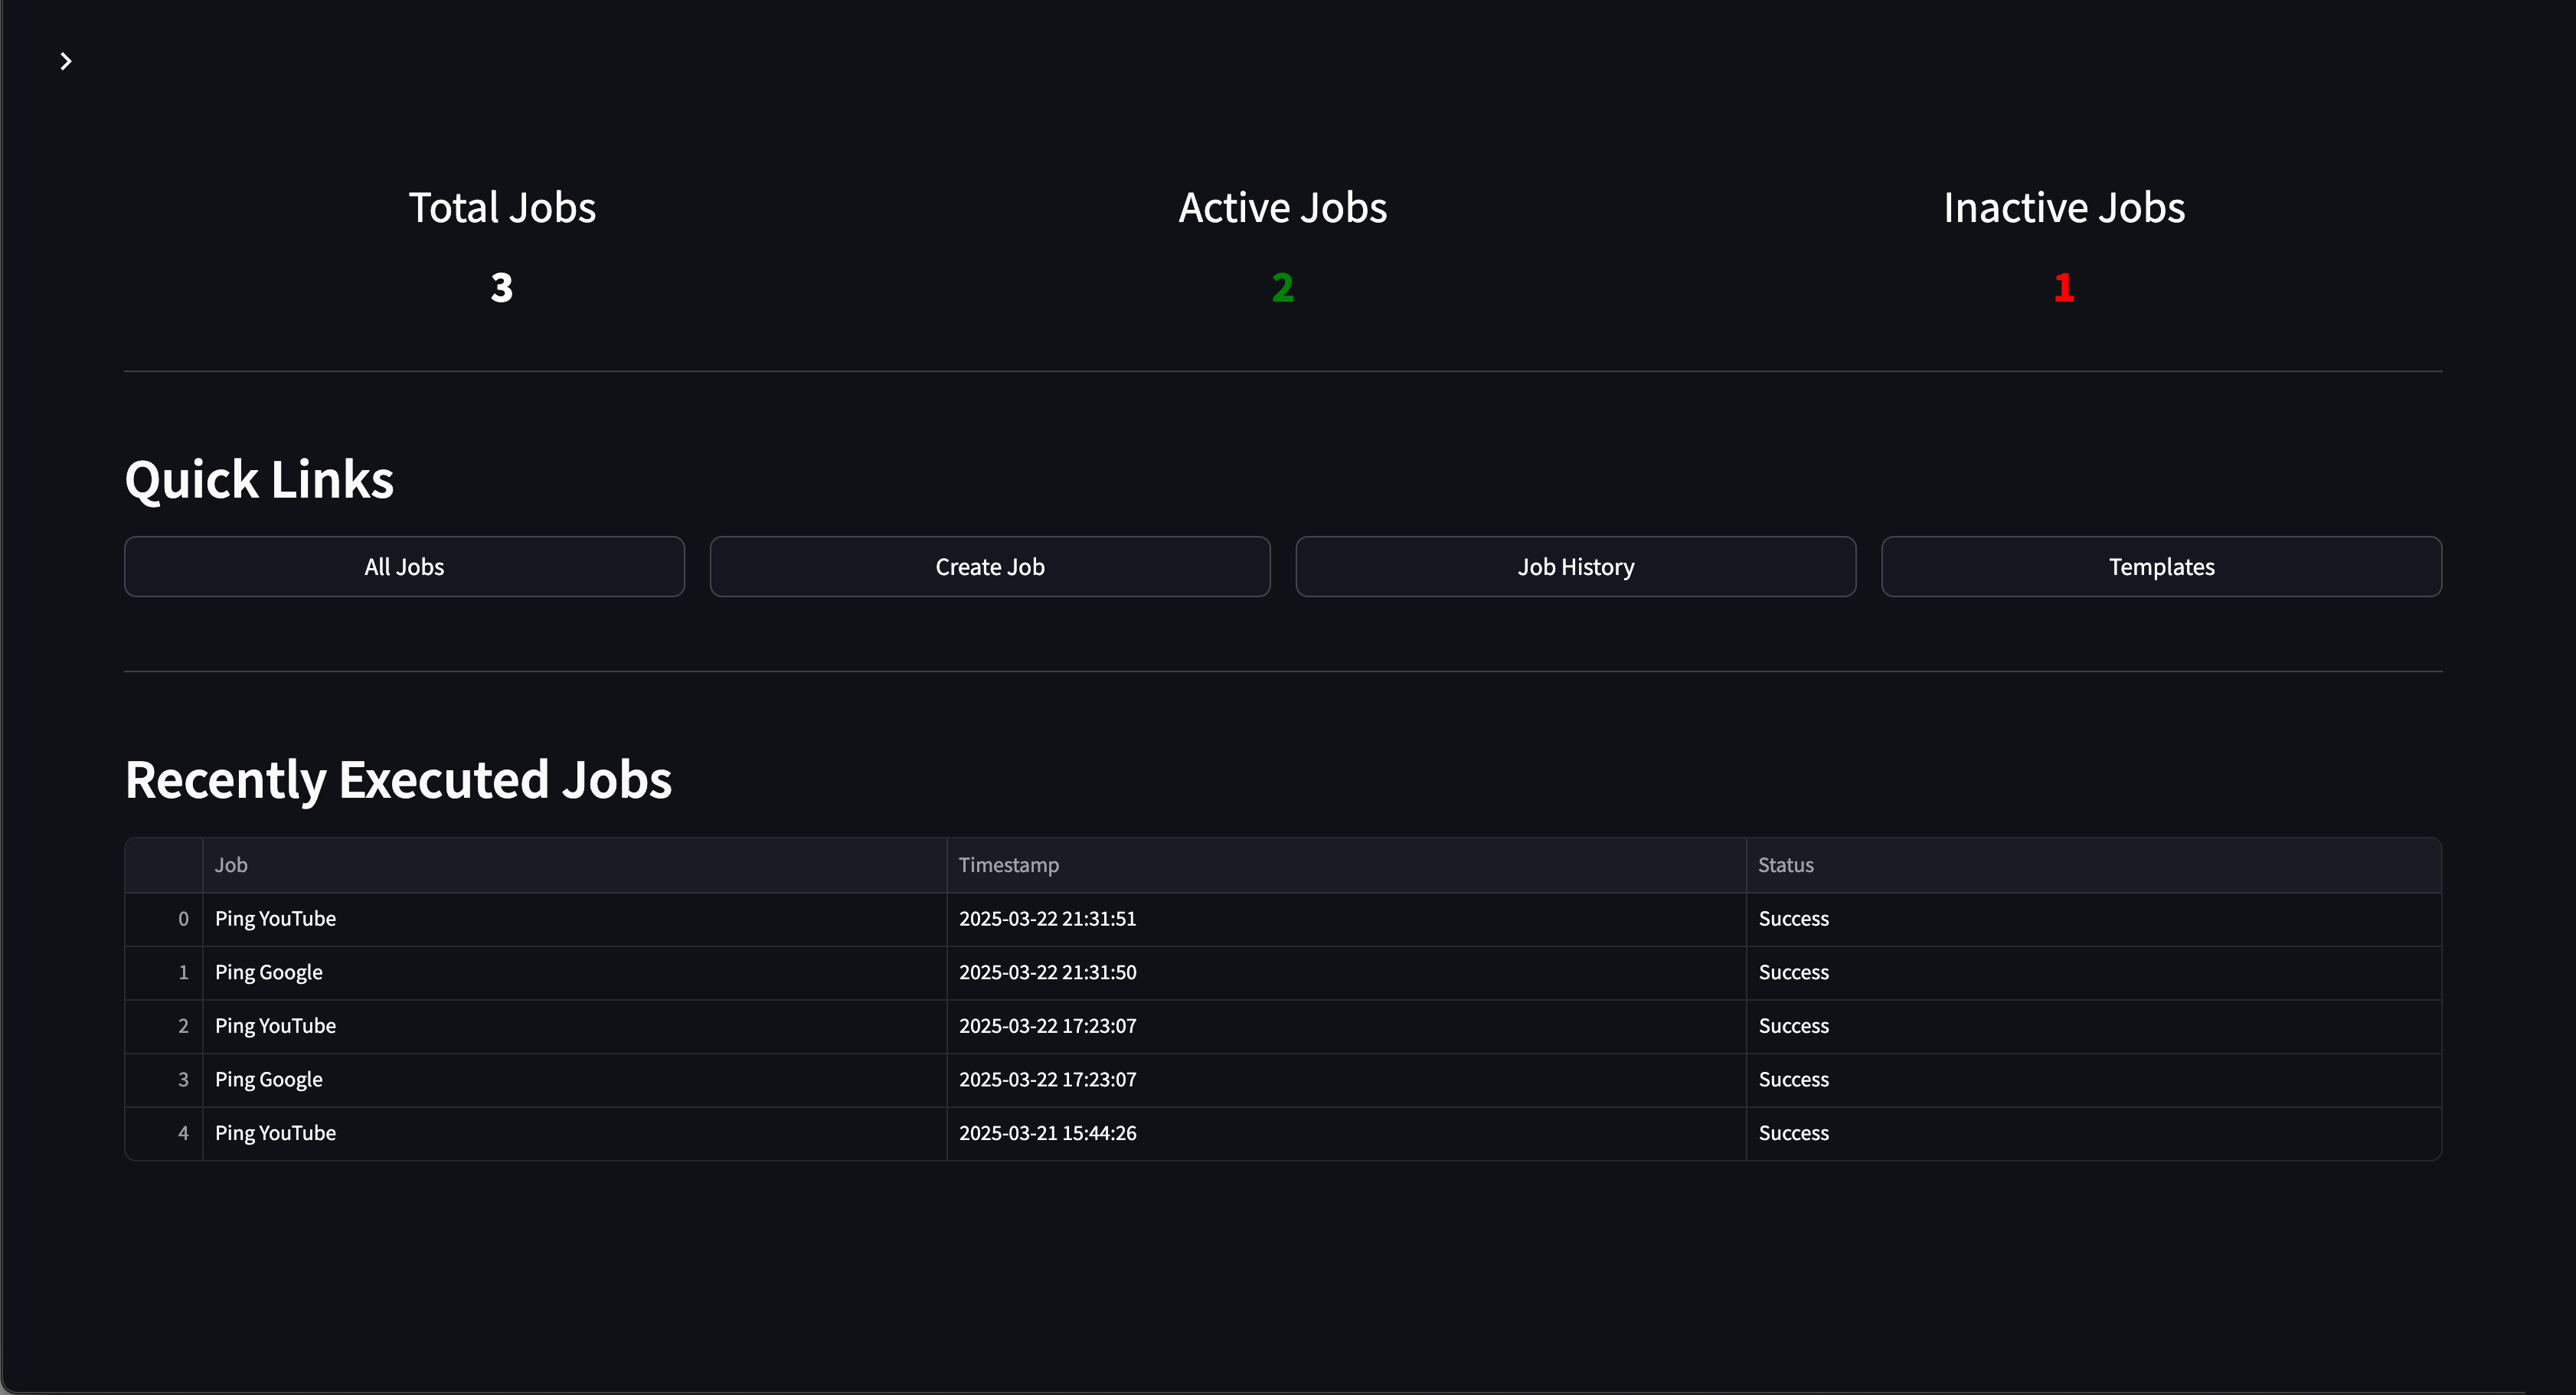 Total Jobs Active Jobs Inactive Jobs
3 2 1
Quick Links
All Jobs Create Job Job History Templates
Recently Executed Jobs
Job Timestamp Status
0 Ping YouTube 2025-03-22 21:31:51 Success
1 Ping Google 2025-03-22 21:31:50 Success
2 Ping YouTube 2025-03-22 17:23:07 Success
3 Ping Google 2025-03-22 17:23:07 Success
4 Ping YouTube 2025-03-21 15:44:26 Success